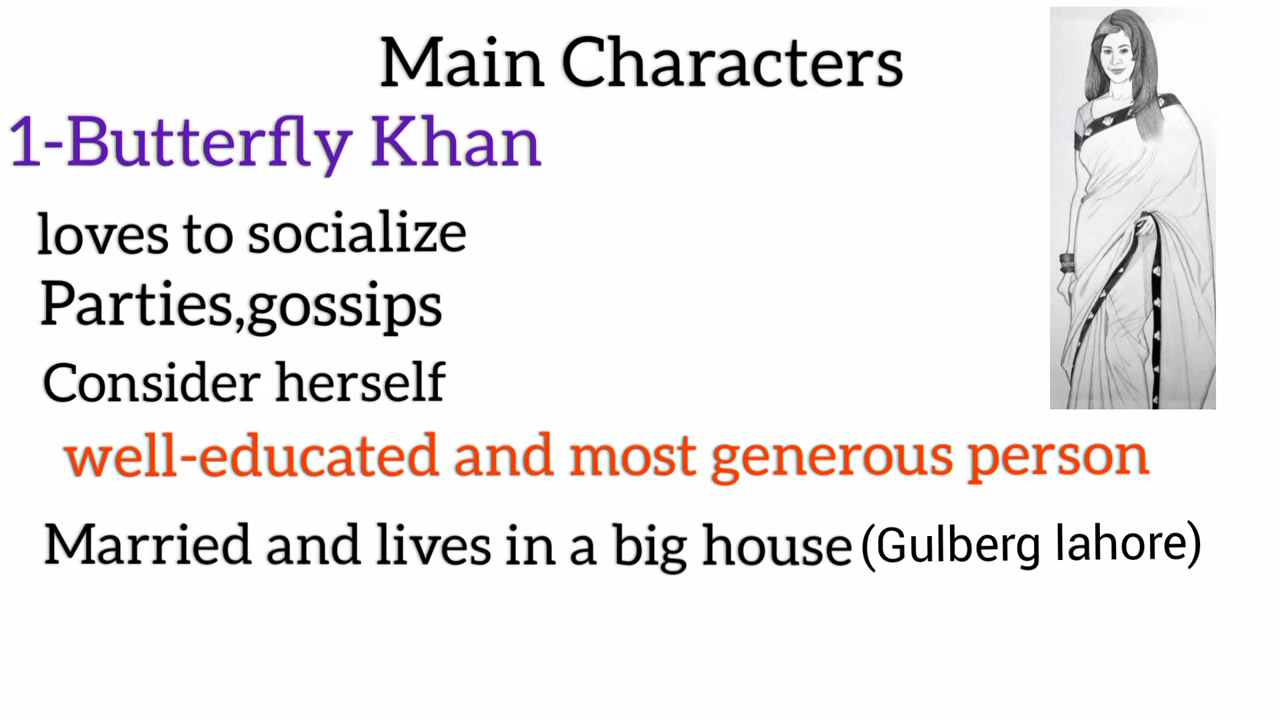 Main Characters
1-Butterfly Khan
loves to socialize
Parties,gossips
Consider herself
well-educated and most generous person
Married and lives in a big house (Gulberg lahore)